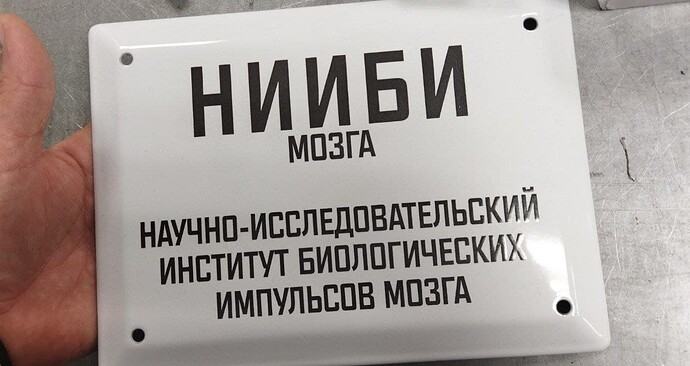 НИИБИ
МОЗГА
НАУЧНО-ИССЛЕДОВАТЕЛЬСКИЙ
ИНСТИТУТ БИОЛОГИЧЕСКИХ
ИМПУЛЬСОВ МОЗГА